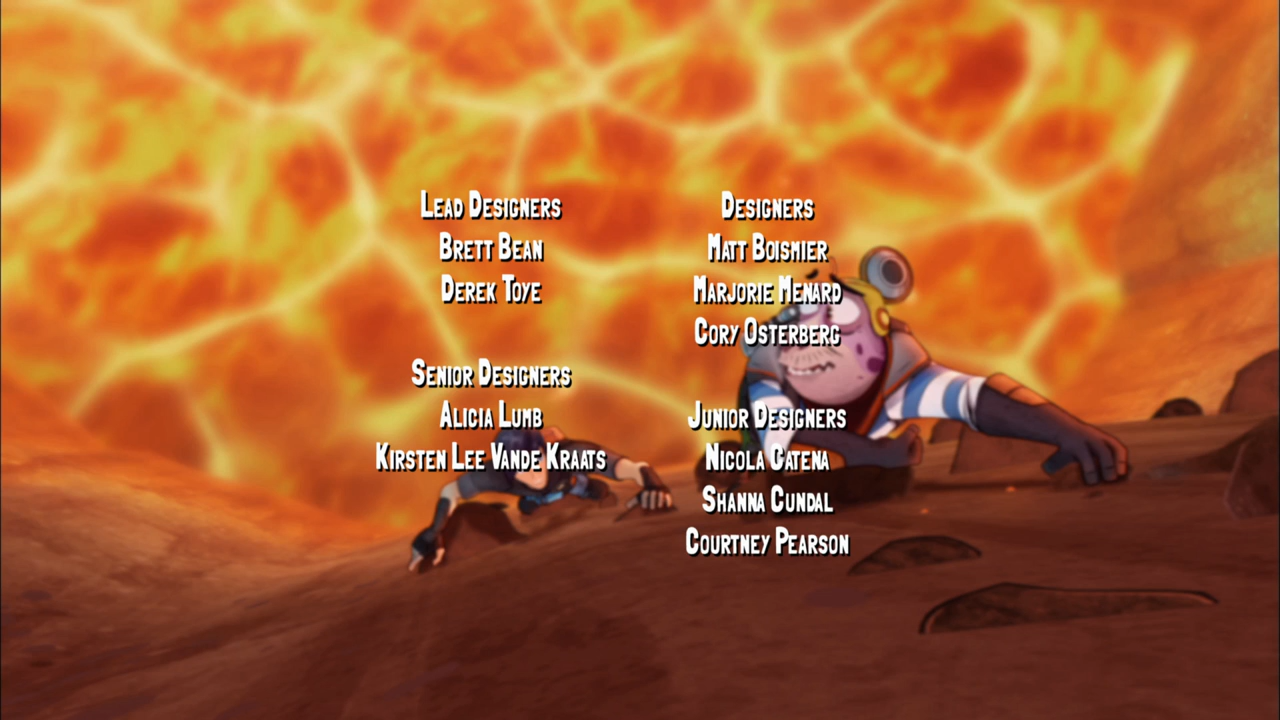 Lead Designers
Brett Bean
Derek Toye
Senior Designers
Alicia Lumb
Kirsten Lee Vande Kraats
Designers
Matt Boismier
Marjorie Menard
Cory Osterberg
Junior Designers
Nicola Catena
Shanna Cundal
Courtney Pearson